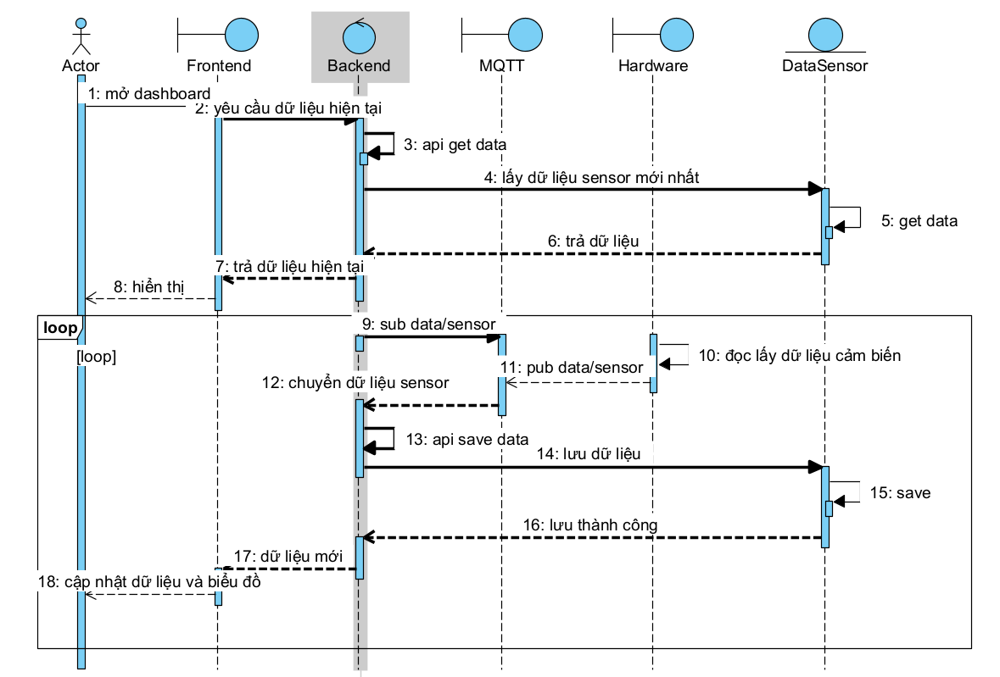 Actor
Frontend
Backend
MQTT
Hardware
DataSensor
1: mở dashboard
2: yêu cầu dữ liệu hiện tại
3: api get data
4: lấy dữ liệu sensor mới nhất
5: get data
6: trả dữ liệu
7: trả dữ liệu hiện tại
8: hiển thị
loop
[loop]
9: sub data/sensor
10: đọc lấy dữ liệu cảm biến
11: pub data/sensor
12: chuyển dữ liệu sensor
13: api save data
14: lưu dữ liệu
15: save
16: lưu thành công
17: dữ liệu mới
18: cập nhật dữ liệu và biểu đồ